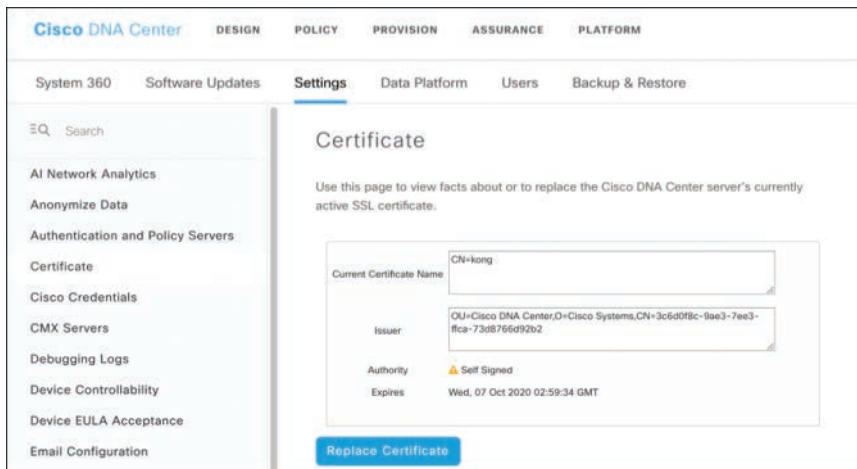 Cisco DNA Center DESIGN POLICY PROVISION ASSURANCE PLATFORM
System 360 Software Updates Settings Data Platform Users Backup & Restore
Search
AI Network Analytics
Anonymize Data
Authentication and Policy Servers
Certificate
Cisco Credentials
CMX Servers
Debugging Logs
Device Controllability
Device EULA Acceptance
Email Configuration
Certificate
Use this page to view facts about or to replace the Cisco DNA Center server's currently
active SSL certificate.
Current Certificate Name CN=kong
Issuer OU=Cisco DNA Center,O=Cisco Systems,CN=3c6d0f8c-9ae3-7ee3-
ffca-73d8766d92b2
Authority Self Signed
Expires Wed, 07 Oct 2020 02:59:34 GMT
Replace Certificate